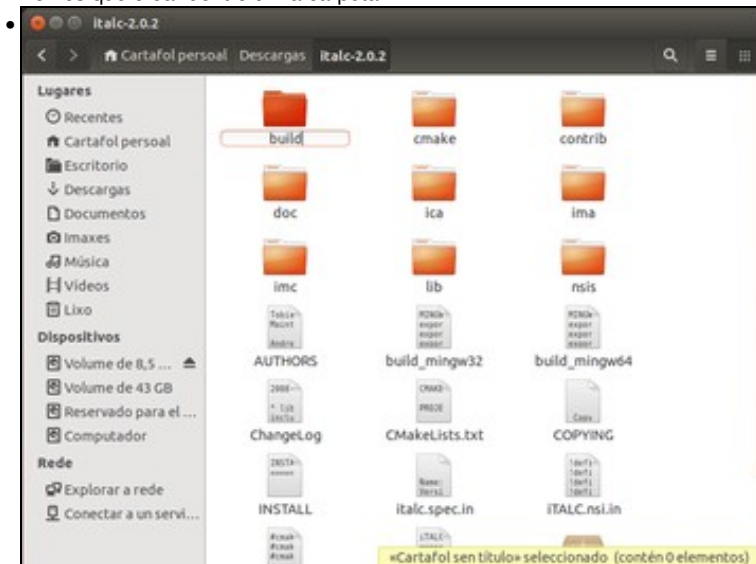 italc-2.0.2
Cartafol persoal Descargas italc-2.0.2
Lugares
Recentes
Cartafol persoal
Escritorio
Descargas
Documentos
Imaxes
Música
Vídeos
Lixo
Dispositivos
Volume de 8,5 ...
Volume de 43 GB
Reservado para el ...
Computador
Rede
Explorar a rede
Conectar a un servi...
build cmake contrib
doc ica ima
imc lib nsis
AUTHORS build_mingw32 build_mingw64
ChangeLog CMakeLists.txt COPYING
INSTALL italc.spec.in iTALC.nsi.in
«Cartafol sen título» seleccionado (contén 0 elementos)